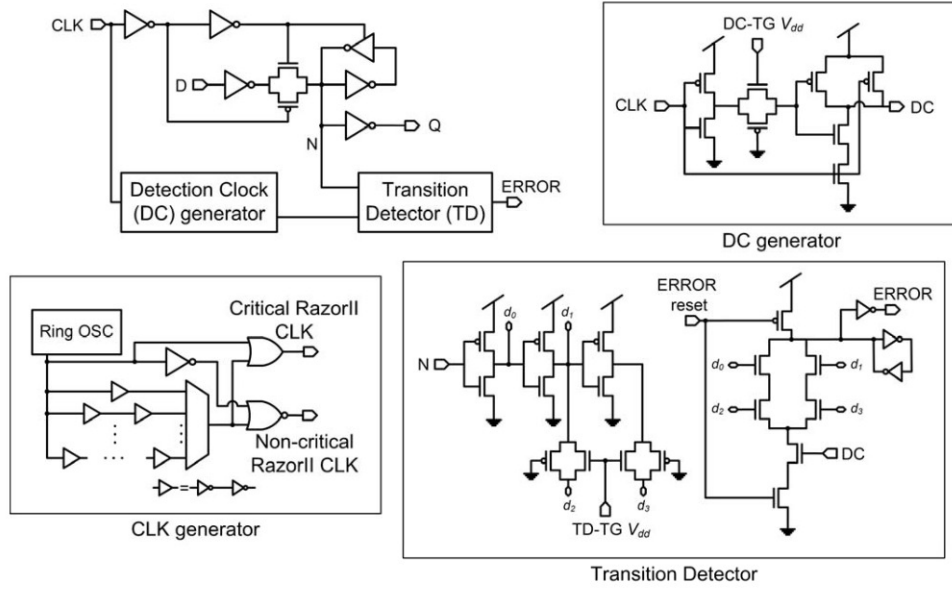 CLK
D
N
Q
Detection Clock
(DC) generator
Transition
Detector (TD)
ERROR
DC-TG Vdd
CLK
DC
DC generator
Ring OSC
Critical RazorII
CLK
Non-critical
RazorII CLK
=
CLK generator
N
d0
d1
d2
d3
TD-TG Vdd
ERROR
reset
ERROR
d0
d1
d2
d3
DC
Transition Detector